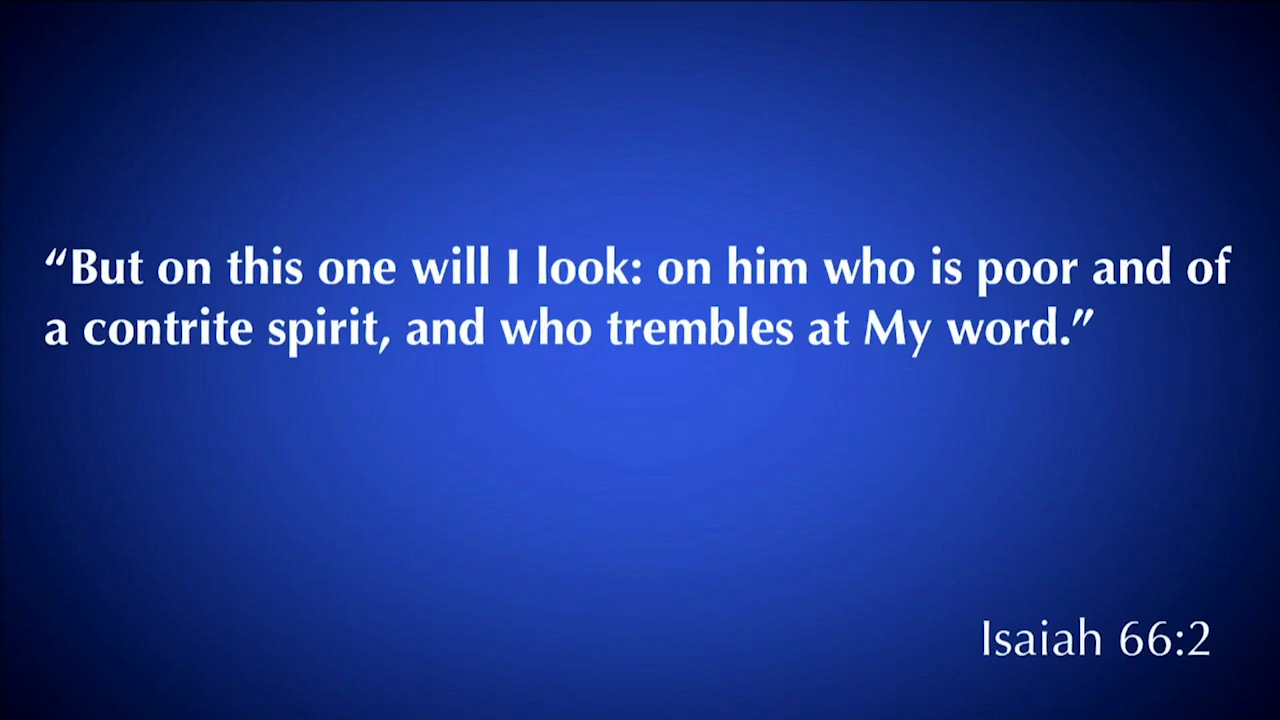 “But on this one will I look: on him who is poor and of
a contrite spirit, and who trembles at My word.”
Isaiah 66:2